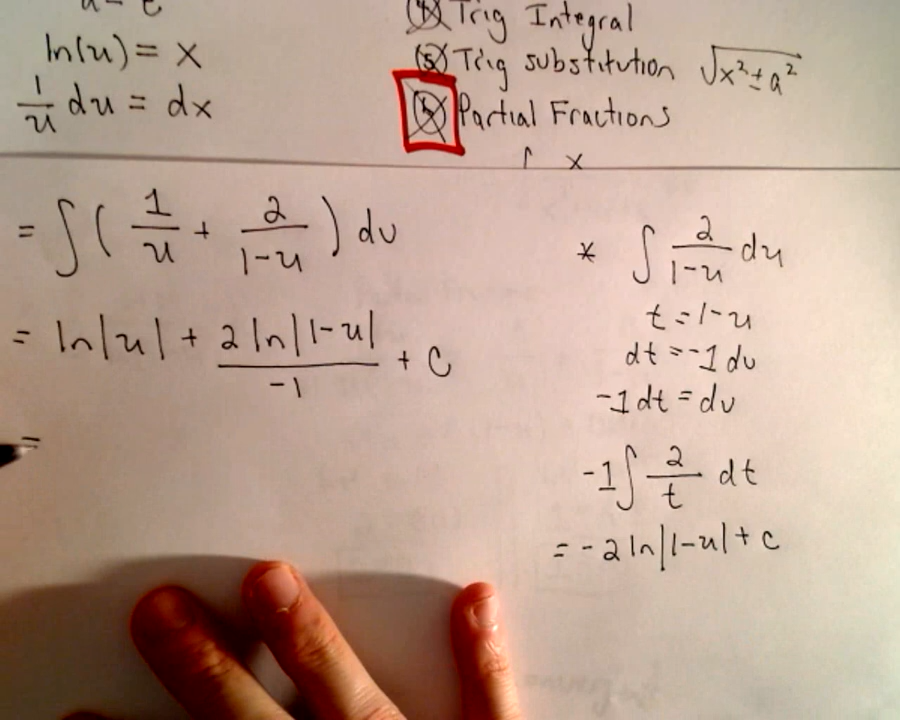 ln(u) = x
1/u du = dx
(4) Trig Integral
(5) Trig substitution √x²±a²
Partial Fractions
∫ x
= ∫ ( 1/u + 2/1-u ) du
= ln|u| + 2 ln|1-u| / -1 + C
=
* ∫ 2/1-u du
t = 1-u
dt = -1 du
-1 dt = du
-1 ∫ 2/t dt
= -2 ln|1-u| + C